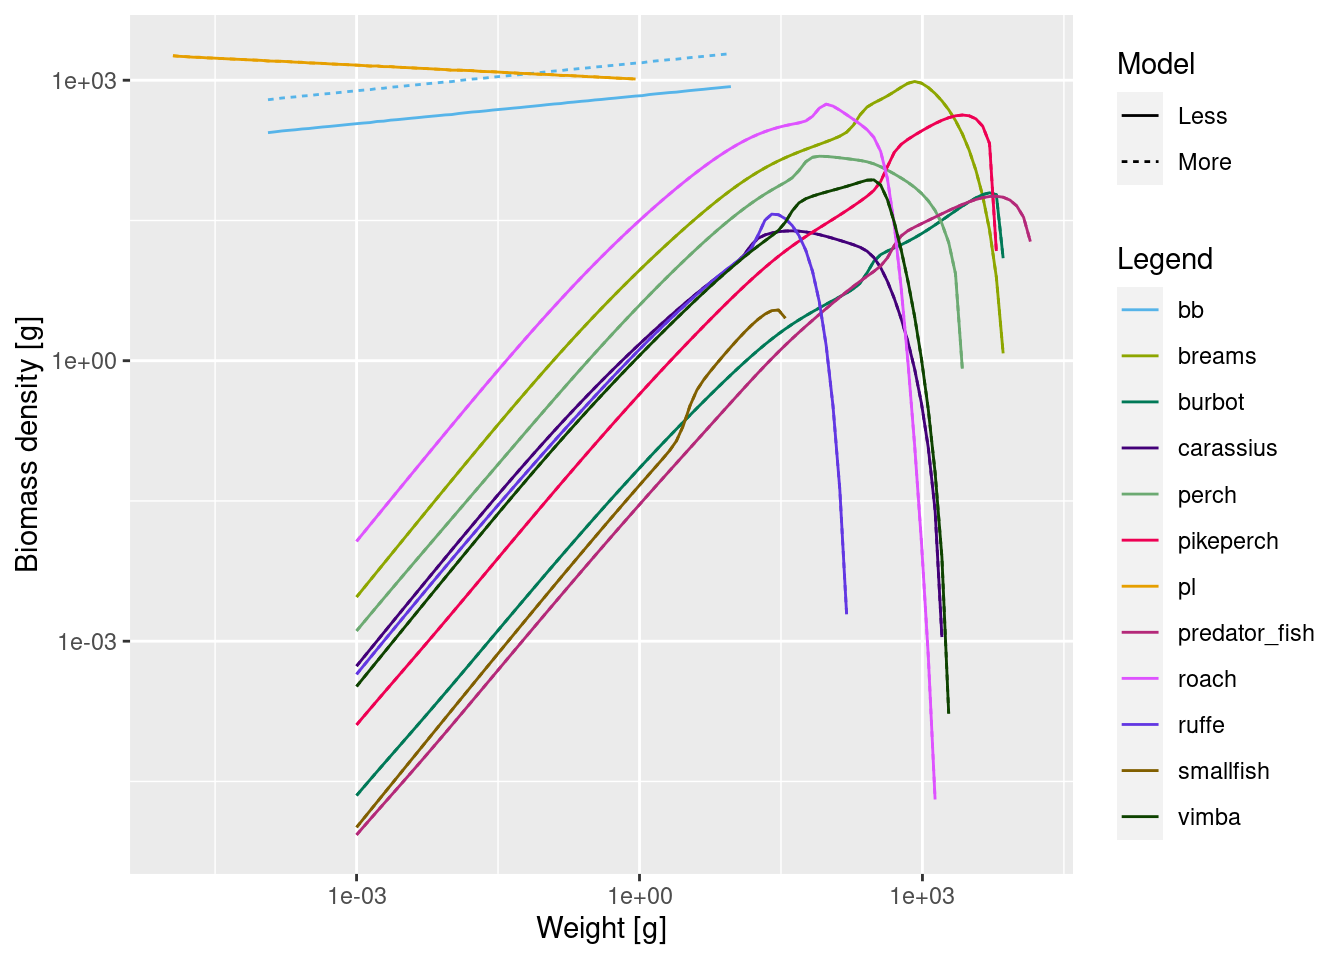 Biomass density [g]
1e+03
1e+00
1e-03
1e-03
1e+00
1e+03
Weight [g]
Model
Less
More
Legend
bb
breams
burbot
carassius
perch
pikeperch
pl
predator_fish
roach
ruffe
smallfish
vimba